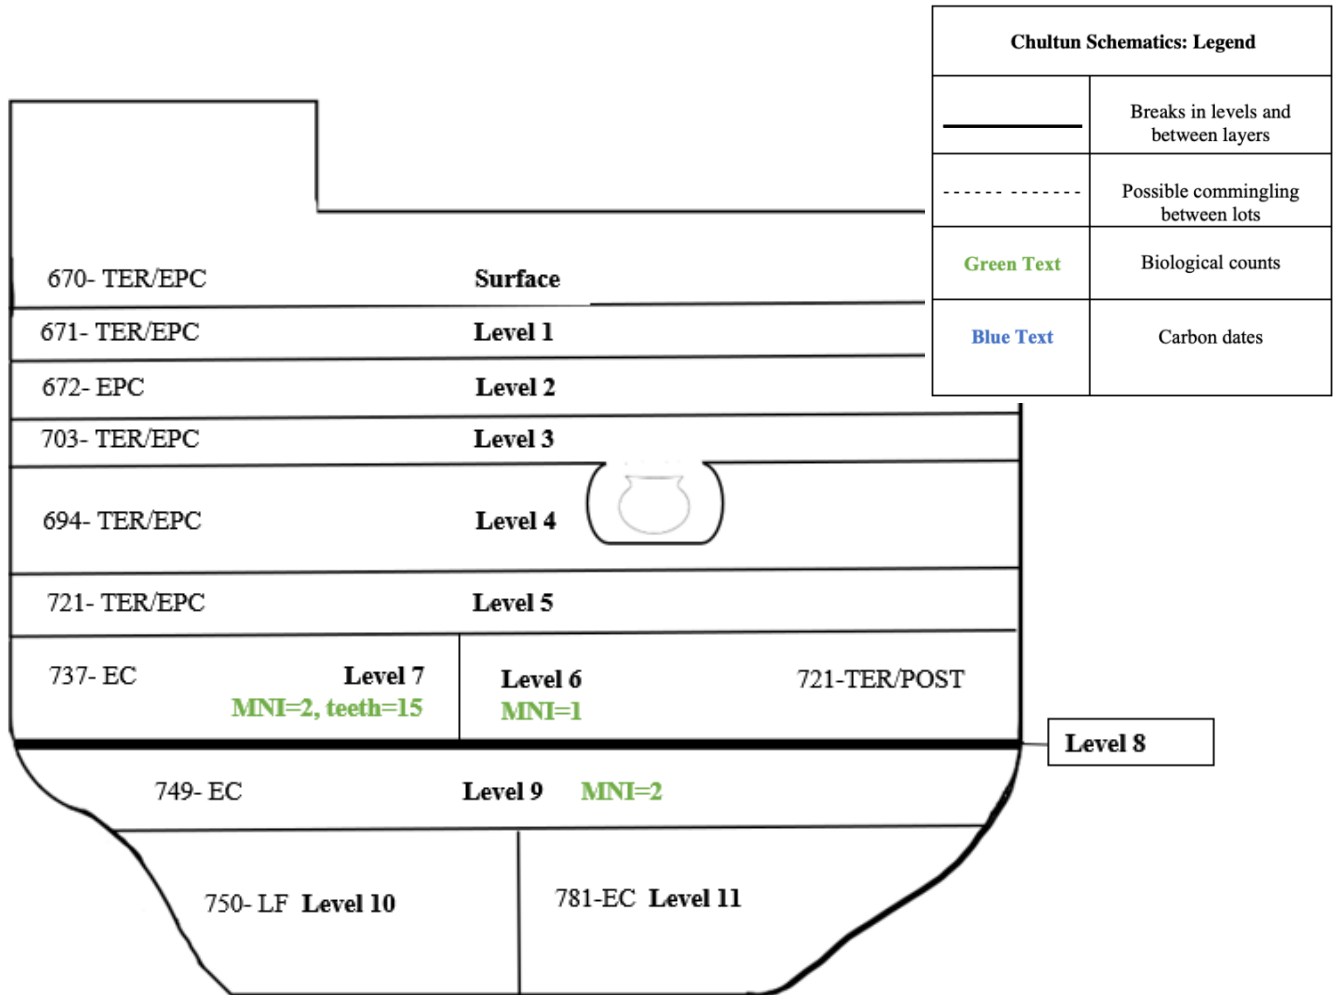 Chultun Schematics: Legend
Breaks in levels and
between layers
Possible commingling
between lots
Green Text
Biological counts
Blue Text
Carbon dates
670- TER/EPC
Surface
671- TER/EPC
Level 1
672- EPC
Level 2
703- TER/EPC
Level 3
694- TER/EPC
Level 4
721- TER/EPC
Level 5
737- EC
Level 7
MNI=2, teeth=15
Level 6
MNI=1
721-TER/POST
Level 8
749- EC
Level 9
MNI=2
750- LF Level 10
781-EC Level 11